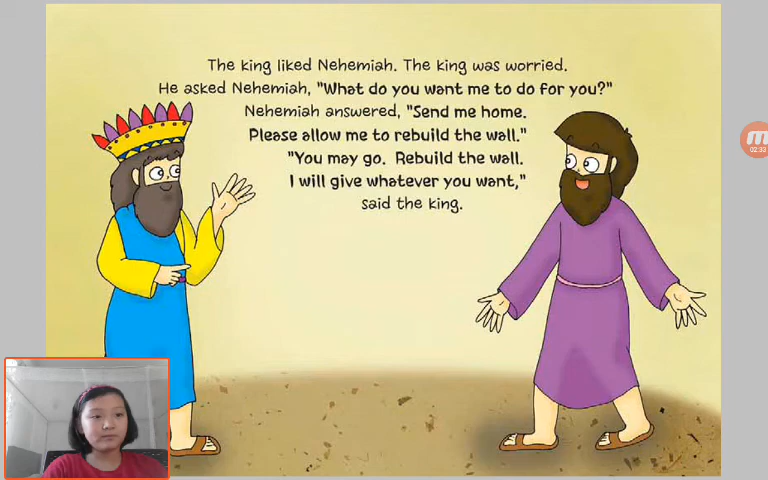 The king liked Nehemiah. The king was worried.
He asked Nehemiah, "What do you want me to do for you?"
Nehemiah answered, "Send me home.
Please allow me to rebuild the wall."
"You may go. Rebuild the wall.
I will give whatever you want,"
said the king.
M
02:33